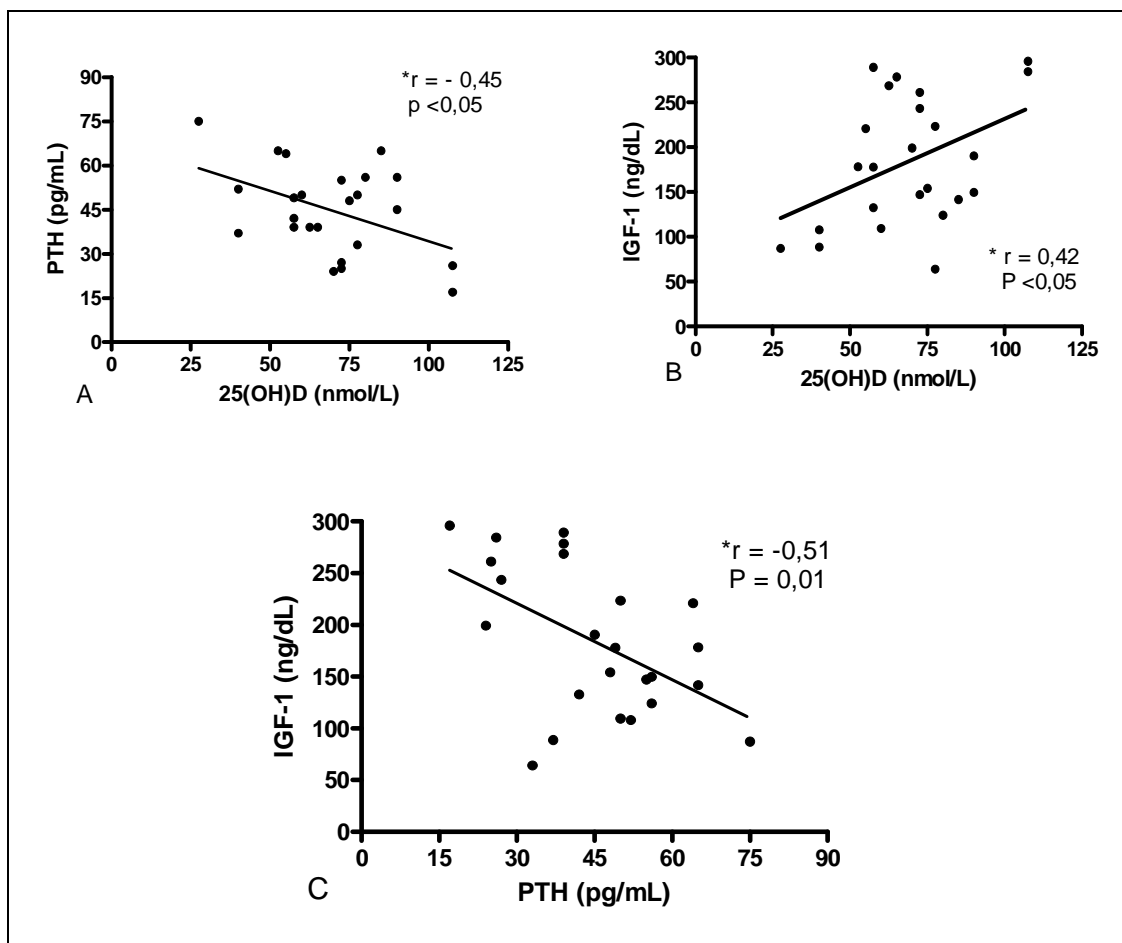 90
75
60
45
30
15
0
PTH (pg/mL)
*r = - 0,45
p <0,05
0 25 50 75 100 125
25(OH)D (nmol/L)
A
300
250
200
150
100
50
0
IGF-1 (ng/dL)
* r = 0,42
P <0,05
0 25 50 75 100 125
25(OH)D (nmol/L)
B
300
250
200
150
100
50
0
IGF-1 (ng/dL)
*r = -0,51
P = 0,01
0 15 30 45 60 75 90
PTH (pg/mL)
C